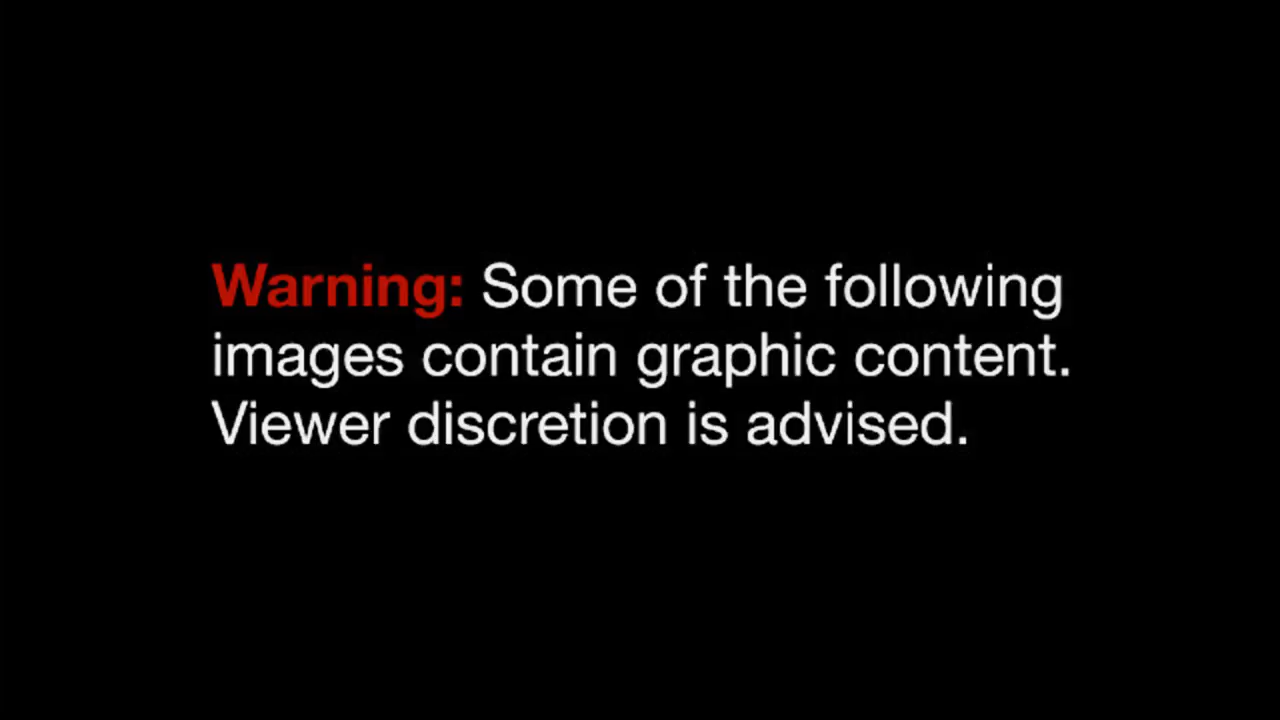 Warning: Some of the following
images contain graphic content.
Viewer discretion is advised.